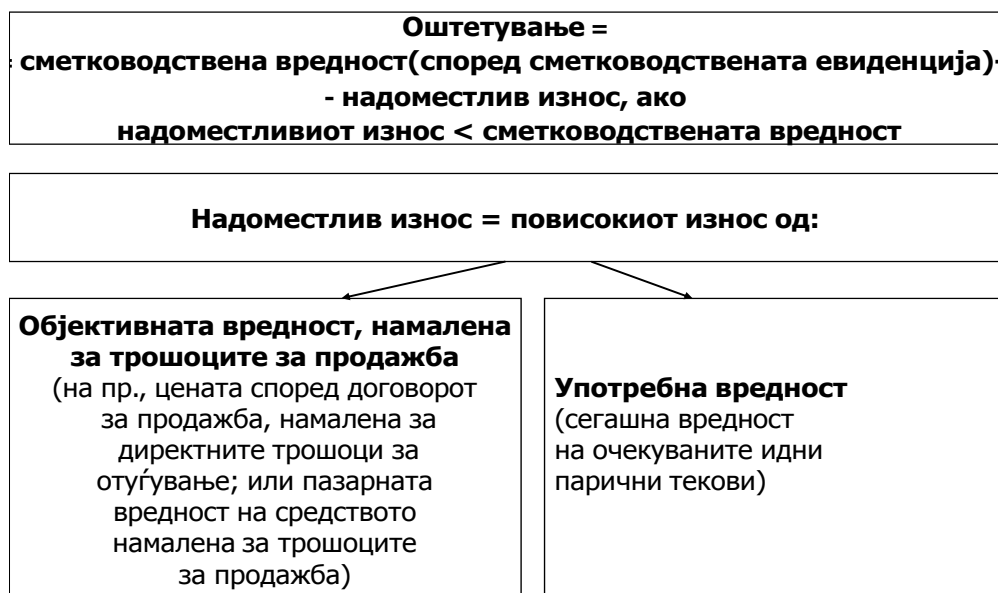 Оштетување =
= сметководствена вредност(според сметководствената евиденција)-
- надоместлив износ, ако
надоместливиот износ < сметководствената вредност
Надоместлив износ = повисокиот износ од:
Објективната вредност, намалена
за трошоците за продажба
(на пр., цената според договорот
за продажба, намалена за
директните трошоци за
отуѓување; или пазарната
вредност на средството
намалена за трошоците
за продажба)
Употребна вредност
(сегашна вредност
на очекуваните идни
парични текови)